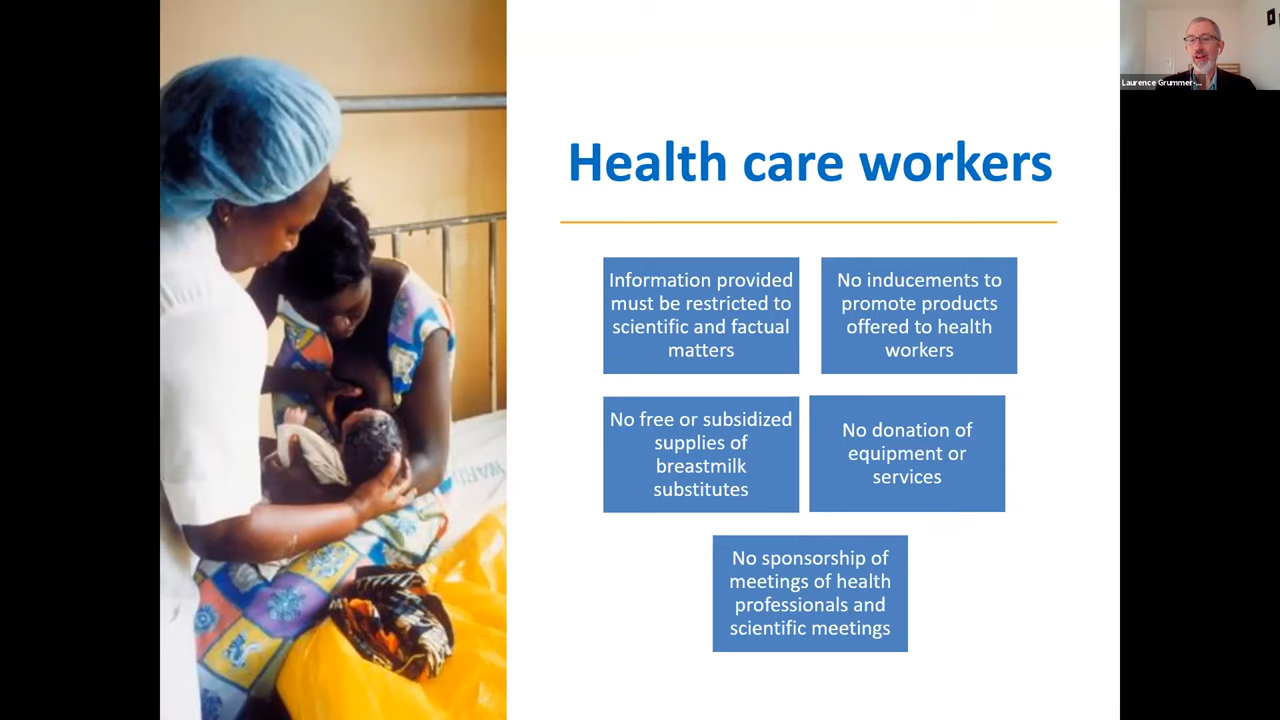 Health care workers
Information provided
must be restricted to
scientific and factual
matters
No inducements to
promote products
offered to health
workers
No free or subsidized
supplies of
breastmilk
substitutes
No donation of
equipment or
services
No sponsorship of
meetings of health
professionals and
scientific meetings
Laurence Grummer-...
WARD